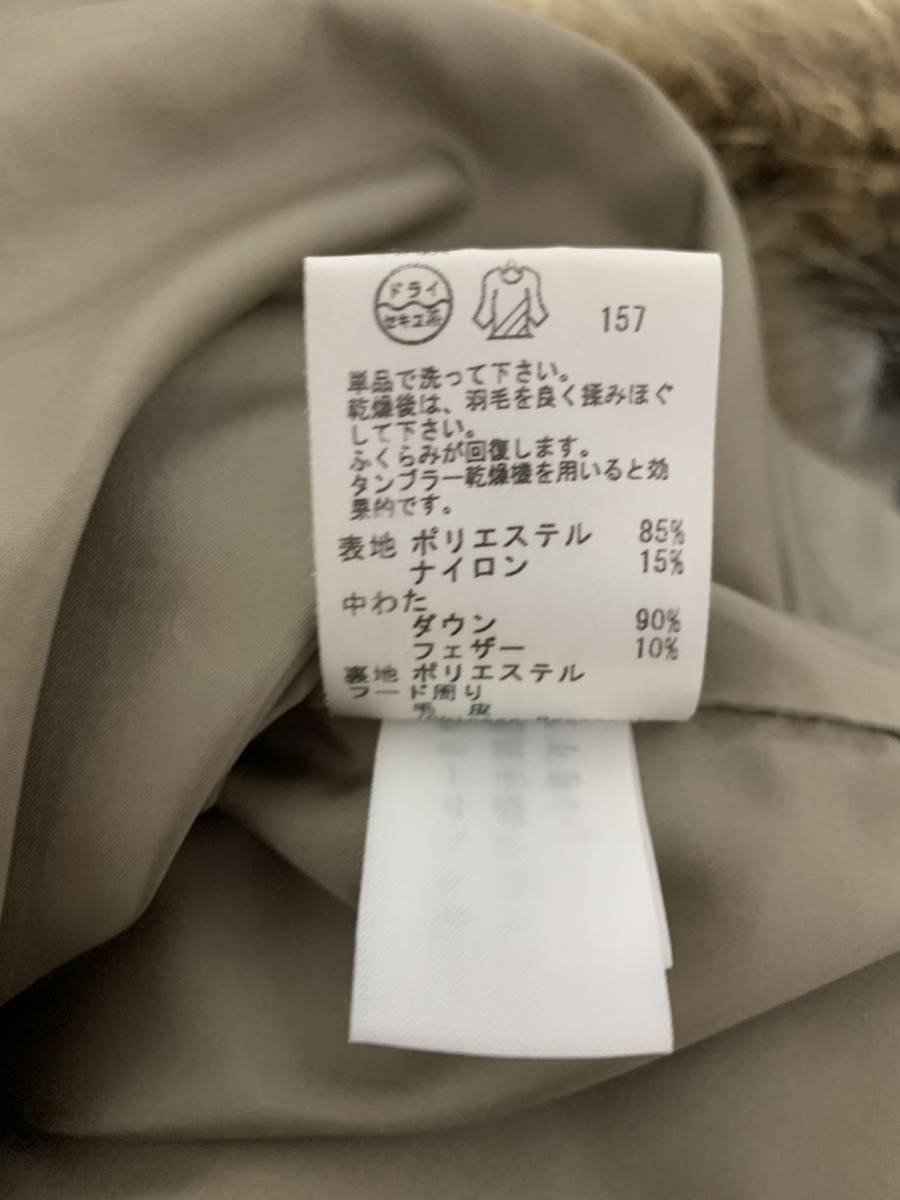 ドライ
セキユ系
157
単品で洗って下さい。
乾燥後は、羽毛を良く揉みほぐ
して下さい。
ふくらみが回復します。
タンブラー乾燥機を用いると効
果的です。
表地 ポリエステル 85%
ナイロン 15%
中わた
ダウン 90%
フェザー 10%
裏地 ポリエステル
フード周り
毛 皮